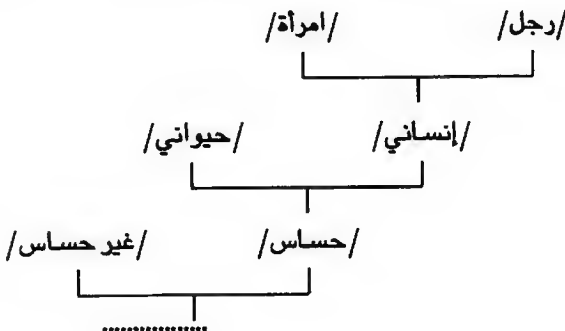 /رجل/ /امرأة/
/إنساني/ /حيواني/
/حساس/ /غير حساس/
..................